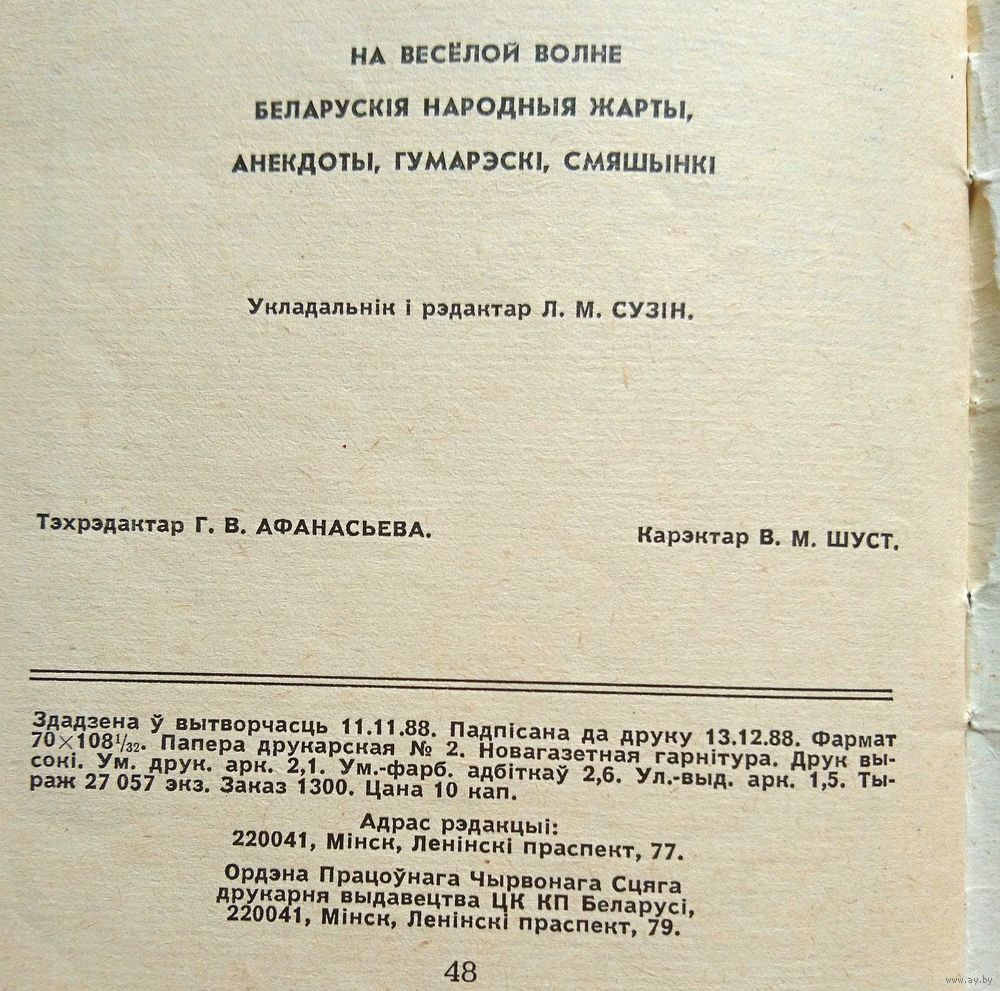 НА ВЕСЁЛОЙ ВОЛНЕ
БЕЛАРУСКІЯ НАРОДНЫЯ ЖАРТЫ,
АНЕКДОТЫ, ГУМАРЭСКІ, СМЯШЫНКІ
Укладальнік і рэдактар Л. М. СУЗІН.
Тэхрэдактар Г. В. АФАНАСЬЕВА.
Карэктар В. М. ШУСТ.
Здадзена ў вытворчасць 11.11.88. Падпісана да друку 13.12.88. Фармат
70×108¹/₃₂. Папера друкарская № 2. Новагазетная гарнітура. Друк вы-
сокі. Ум. друк. арк. 2,1. Ум.-фарб. адбіткаў 2,6. Ул.-выд. арк. 1,5. Ты-
раж 27 057 экз. Заказ 1300. Цана 10 кап.
Адрас рэдакцыі:
220041, Мінск, Ленінскі праспект, 77.
Ордэна Працоўнага Чырвонага Сцяга
друкарня выдавецтва ЦК КП Беларусі,
220041, Мінск, Ленінскі праспект, 79.
48
www.ay.by